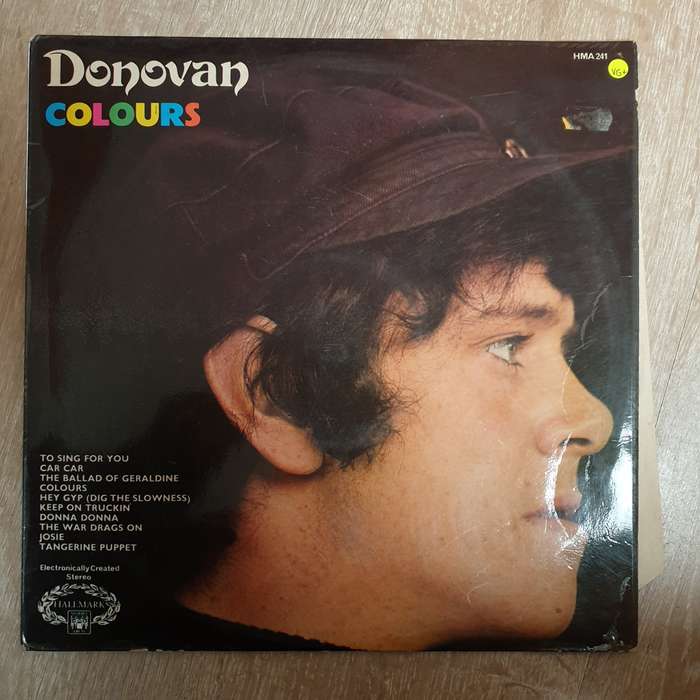 Donovan
HMA 241
VG+
COLOURS
TO SING FOR YOU
CAR CAR
THE BALLAD OF GERALDINE
COLOURS
HEY GYP (DIG THE SLOWNESS)
KEEP ON TRUCKIN
DONNA DONNA
THE WAR DRAGS ON
JOSIE
TANGERINE PUPPET
Electronically Created
Stereo
HALLMARK